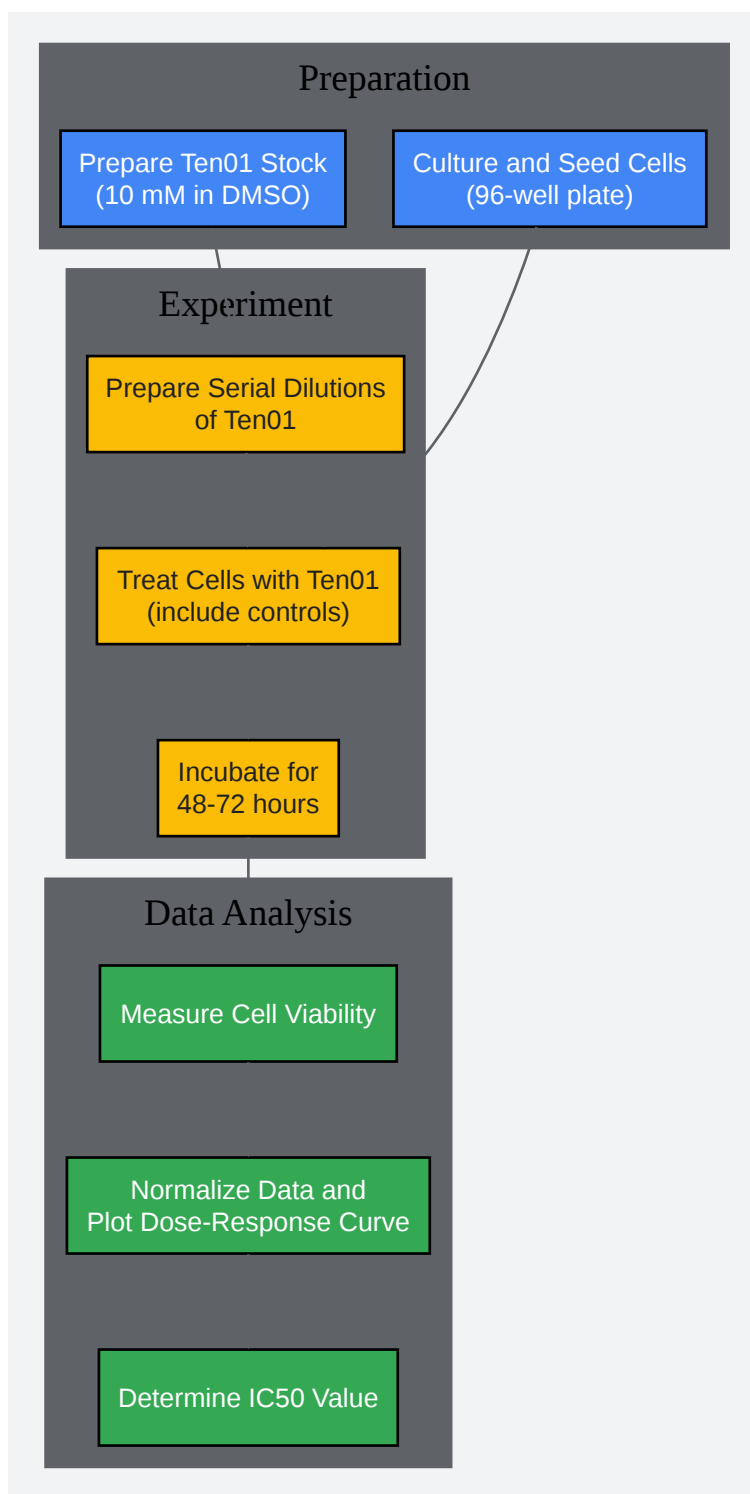 Preparation
Prepare Ten01 Stock
(10 mM in DMSO)
Culture and Seed Cells
(96-well plate)
Experiment
Prepare Serial Dilutions
of Ten01
Treat Cells with Ten01
(include controls)
Incubate for
48-72 hours
Data Analysis
Measure Cell Viability
Normalize Data and
Plot Dose-Response Curve
Determine IC50 Value